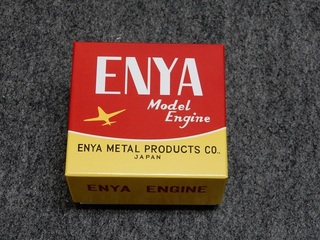 ENYA
Model
Engine
ENYA METAL PRODUCTS CO.,
JAPAN
ENYA ENGINE